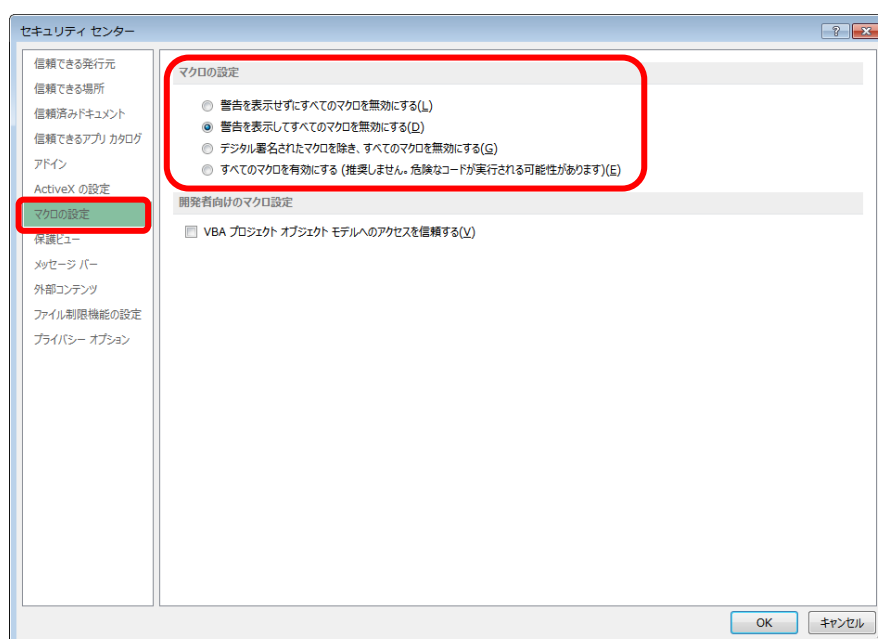 セキュリティ センター
信頼できる発行元
信頼できる場所
信頼済みドキュメント
信頼できるアプリ カタログ
アドイン
ActiveX の設定
マクロの設定
保護ビュー
メッセージ バー
外部コンテンツ
ファイル制限機能の設定
プライバシー オプション
マクロの設定
警告を表示せずにすべてのマクロを無効にする(L)
警告を表示してすべてのマクロを無効にする(D)
デジタル署名されたマクロを除き、すべてのマクロを無効にする(G)
すべてのマクロを有効にする (推奨しません。危険なコードが実行される可能性があります)(E)
開発者向けのマクロ設定
VBA プロジェクト オブジェクト モデルへのアクセスを信頼する(V)
OK
キャンセル